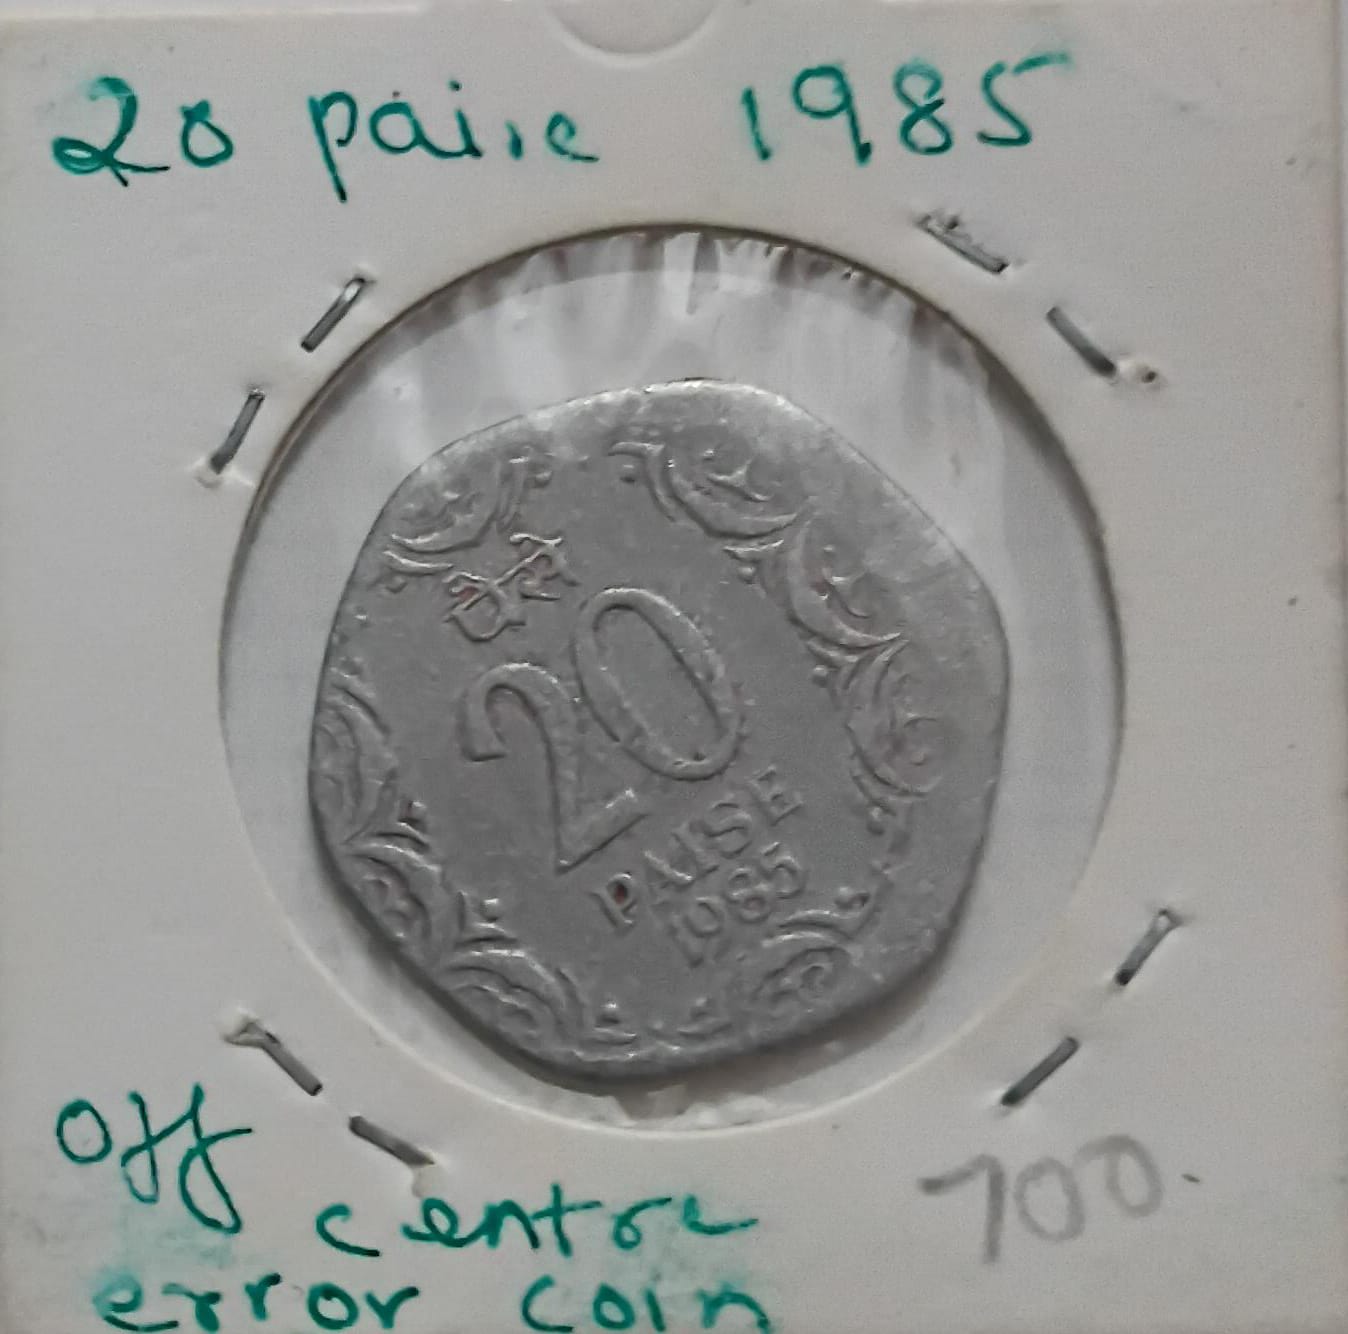 20 paise 1985
पैसे
20
PAISE
1985
Off
centre
error coin
700